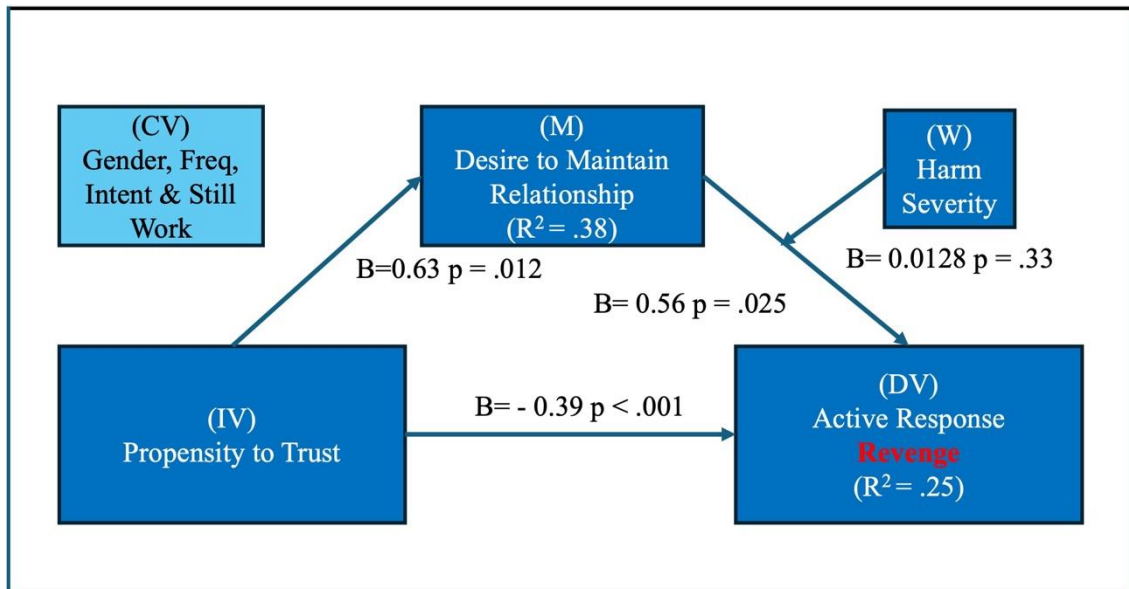 (CV)
Gender, Freq,
Intent & Still
Work
(M)
Desire to Maintain
Relationship
(R² = .38)
(W)
Harm
Severity
B=0.63 p = .012
B= 0.0128 p = .33
B= 0.56 p = .025
(IV)
Propensity to Trust
B= - 0.39 p < .001
(DV)
Active Response
Revenge
(R² = .25)